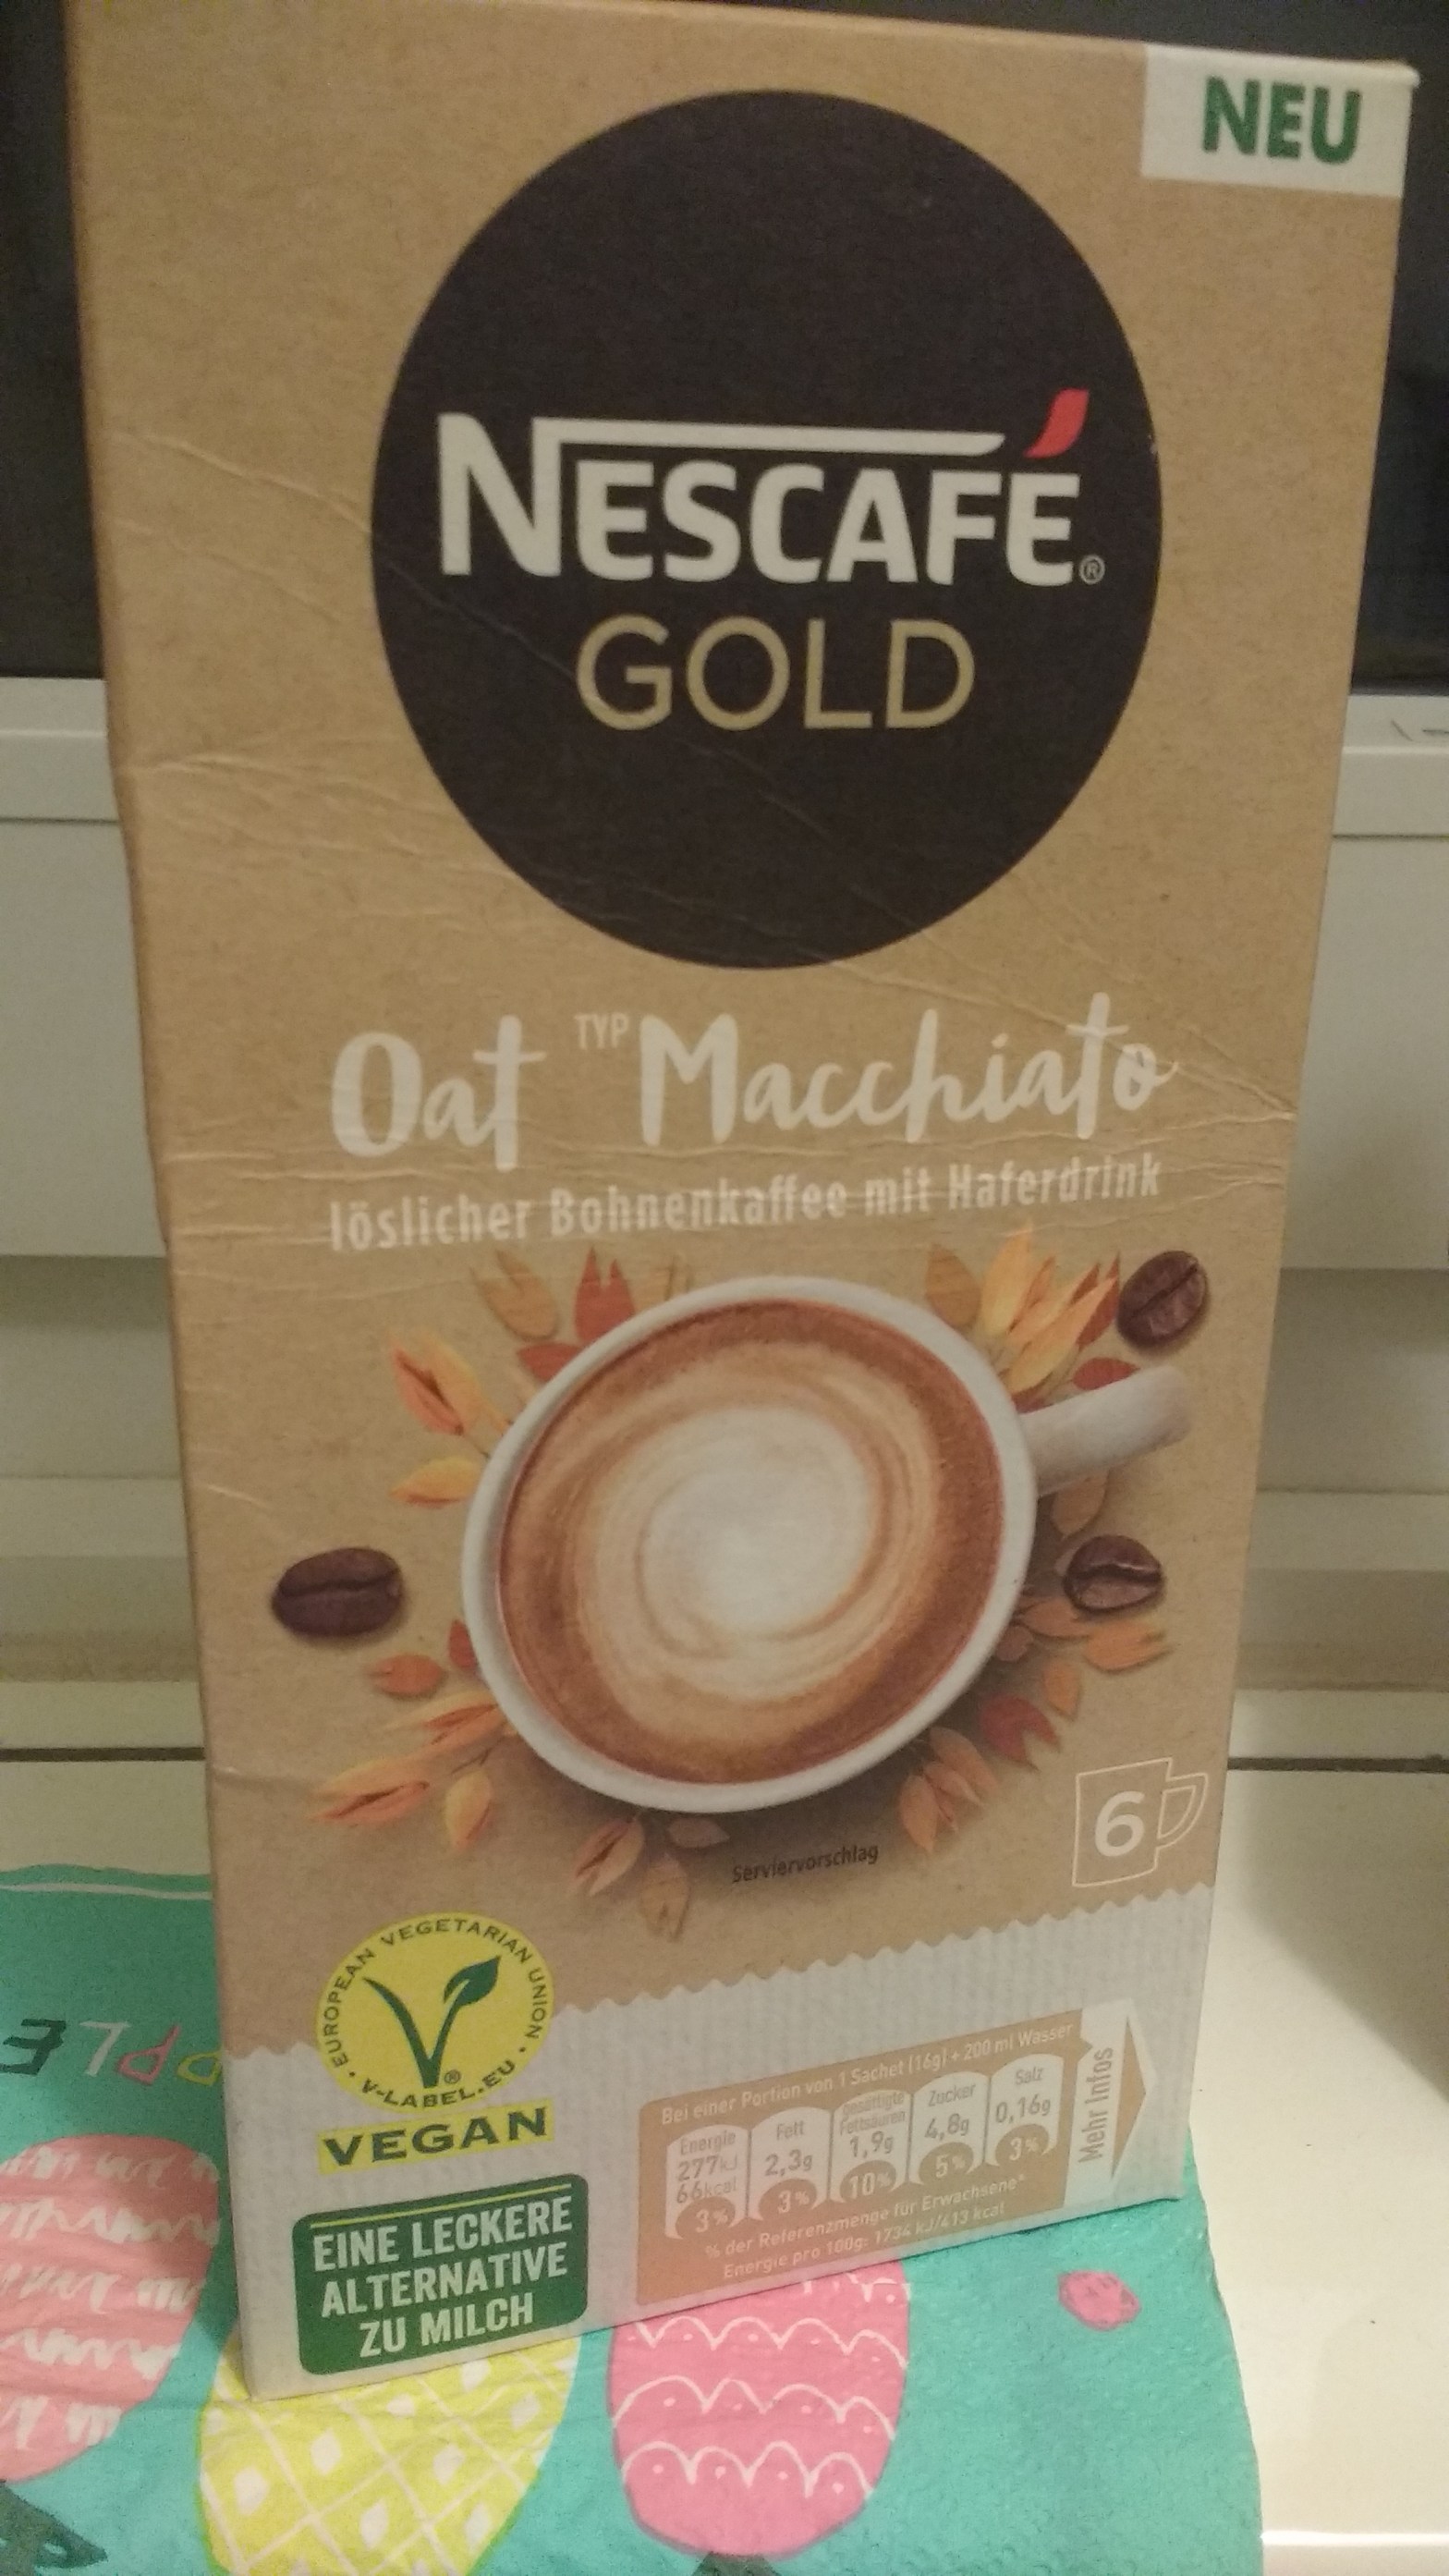 NEU
NESCAFÉ®
GOLD
Oat TYP Macchiato
löslicher Bohnenkaffee mit Haferdrink
6
Serviervorschlag
EUROPEAN VEGETARIAN UNION
V-LABEL.EU
VEGAN
EINE LECKERE
ALTERNATIVE
ZU MILCH
Bei einer Portion von 1 Sachet (16g) + 200 ml Wasser
Energie
277kJ
66kcal
3%
Fett
2,3g
3%
gesättigte
Fettsäuren
1,9g
10%
Zucker
4,8g
5%
Salz
0,16g
3%
% der Referenzmenge für Erwachsene*
Energie pro 100g: 1734 kJ/413 kcal
Mehr Infos